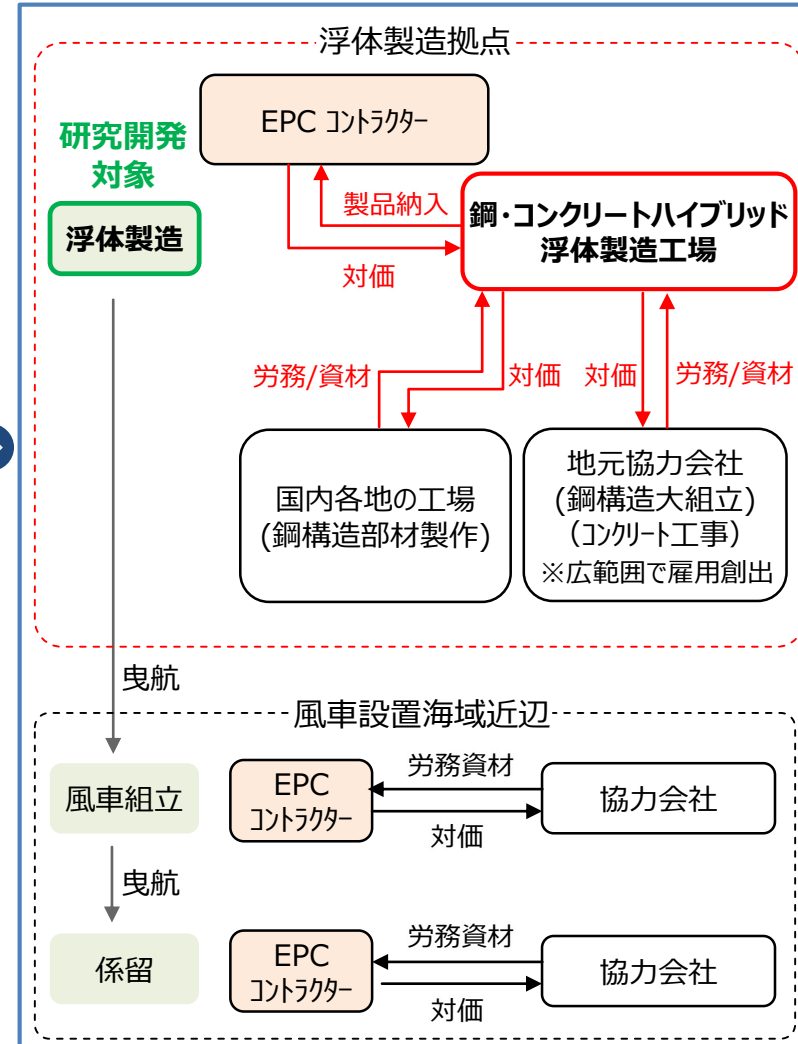 浮体製造拠点
EPC コントラクター
研究開発
対象
浮体製造
製品納入
対価
鋼・コンクリートハイブリッド
浮体製造工場
労務/資材
対価
対価
労務/資材
国内各地の工場
(鋼構造部材製作)
地元協力会社
(鋼構造大組立)
（コンクリート工事）
※広範囲で雇用創出
曳航
風車設置海域近辺
風車組立
EPC
コントラクター
労務資材
対価
協力会社
曳航
係留
EPC
コントラクター
労務資材
対価
協力会社